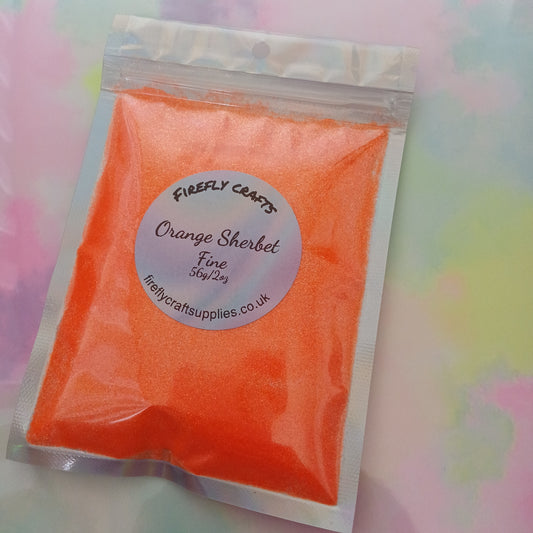 FIREFLY CRAFTS
Orange Sherbet
Fine
56g/2oz
fireflycraftsupplies.co.uk